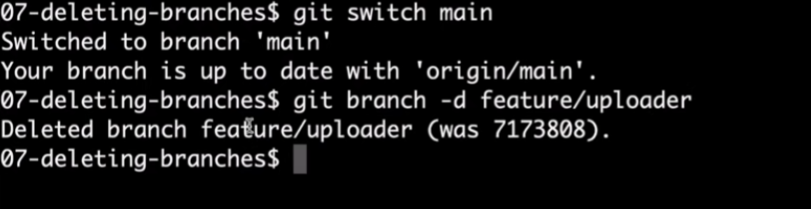 07-deleting-branches$ git switch main
Switched to branch 'main'
Your branch is up to date with 'origin/main'.
07-deleting-branches$ git branch -d feature/uploader
Deleted branch feature/uploader (was 7173808).
07-deleting-branches$